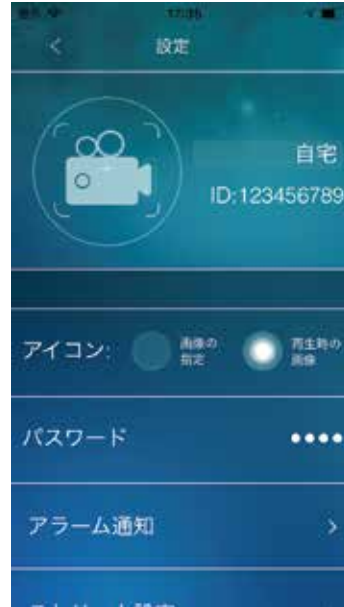 17:35
設定
自宅
ID:123456789
アイコン:
画像の
指定
再生時の
画像
パスワード
アラーム通知